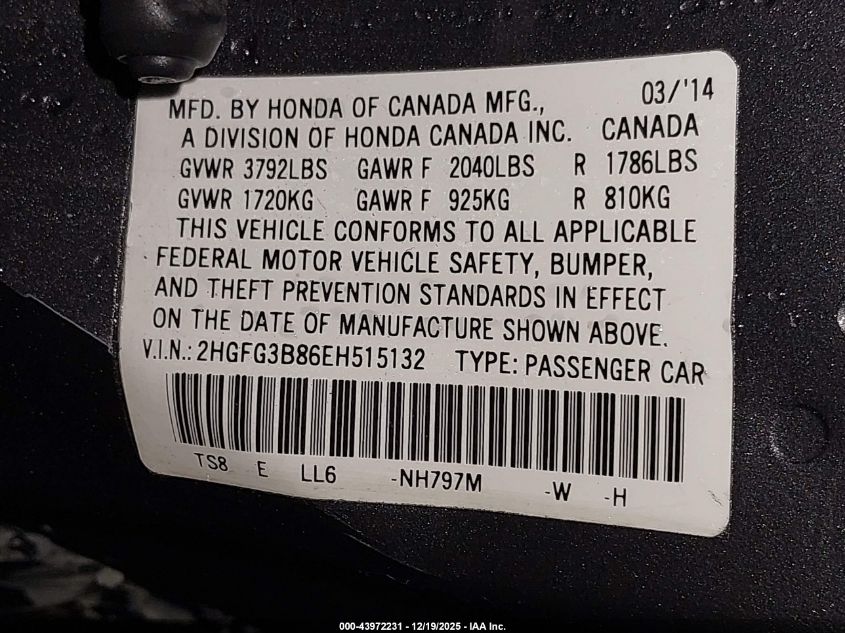 03/'14
MFD. BY HONDA OF CANADA MFG.,
A DIVISION OF HONDA CANADA INC. CANADA
GVWR 3792LBS GAWR F 2040LBS R 1786LBS
GVWR 1720KG GAWR F 925KG R 810KG
THIS VEHICLE CONFORMS TO ALL APPLICABLE
FEDERAL MOTOR VEHICLE SAFETY, BUMPER,
AND THEFT PREVENTION STANDARDS IN EFFECT
ON THE DATE OF MANUFACTURE SHOWN ABOVE.
V.I.N.: 2HGFG3B86EH515132 TYPE: PASSENGER CAR
TS8 E LL6 -NH797M -W -H
000-43972231 - 12/19/2025 - IAA Inc.